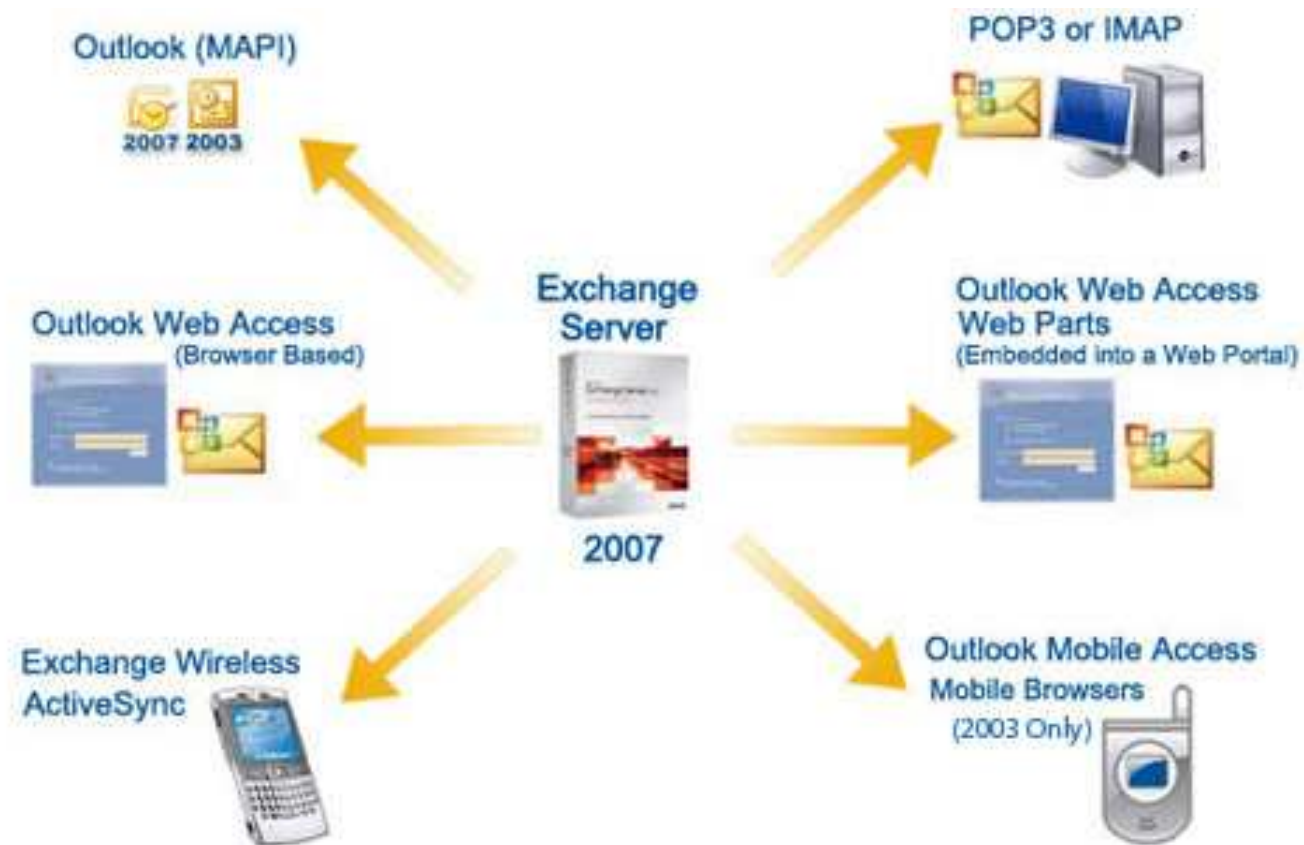 Outlook (MAPI)
2007 2003
POP3 or IMAP
Exchange
Server
2007
Outlook Web Access
(Browser Based)
Outlook Web Access
Web Parts
(Embedded into a Web Portal)
Exchange Wireless
ActiveSync
Outlook Mobile Access
Mobile Browsers
(2003 Only)